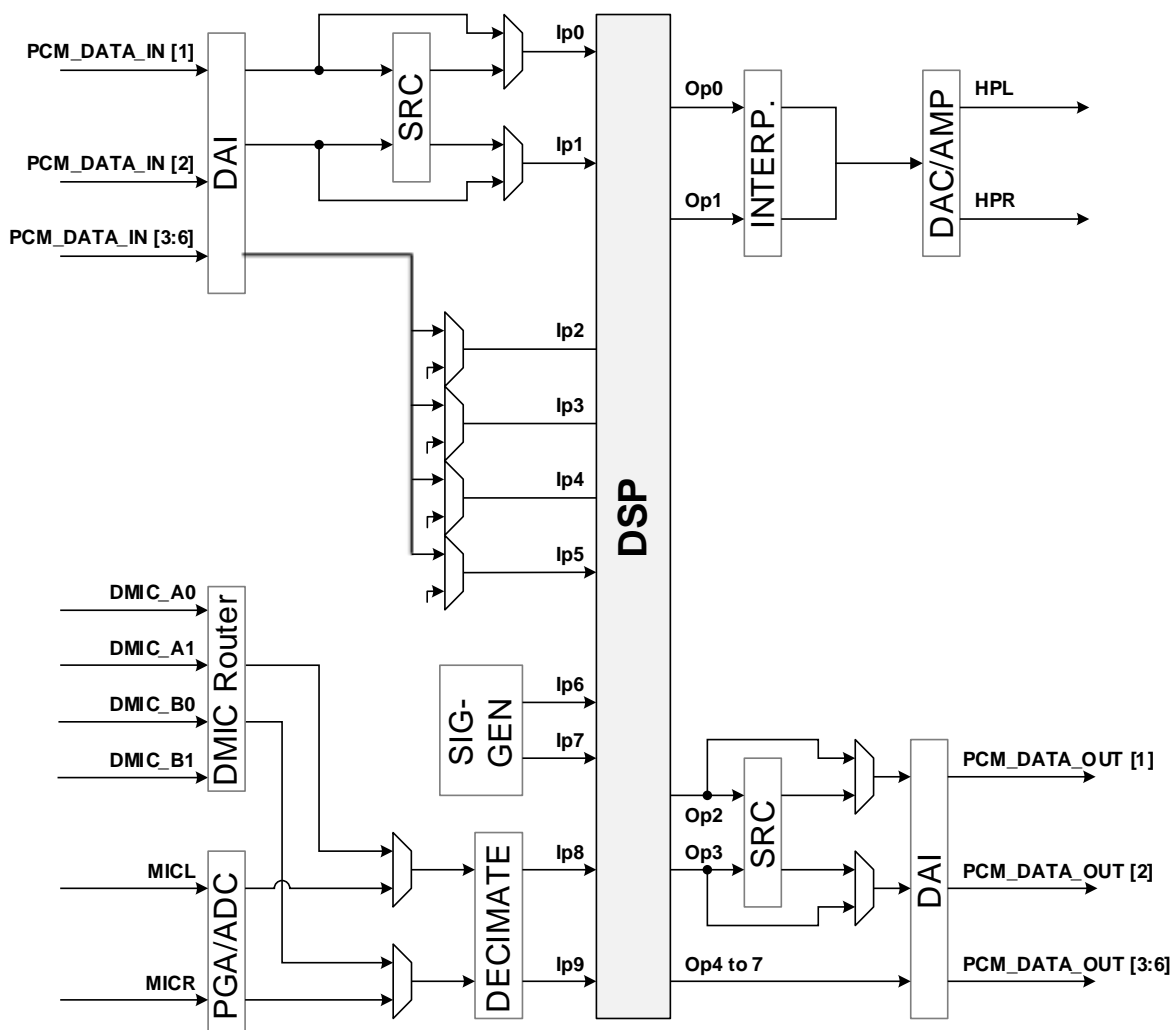 PCM_DATA_IN [1]
PCM_DATA_IN [2]
PCM_DATA_IN [3:6]
DAI
SRC
Ip0
Ip1
Ip2
Ip3
Ip4
Ip5
DMIC_A0
DMIC_A1
DMIC_B0
DMIC_B1
DMIC Router
MICL
MICR
PGA/ADC
SIG-
GEN
Ip6
Ip7
DECIMATE
Ip8
Ip9
DSP
Op0
Op1
INTERP.
DAC/AMP
HPL
HPR
Op2
Op3
SRC
Op4 to 7
DAI
PCM_DATA_OUT [1]
PCM_DATA_OUT [2]
PCM_DATA_OUT [3:6]